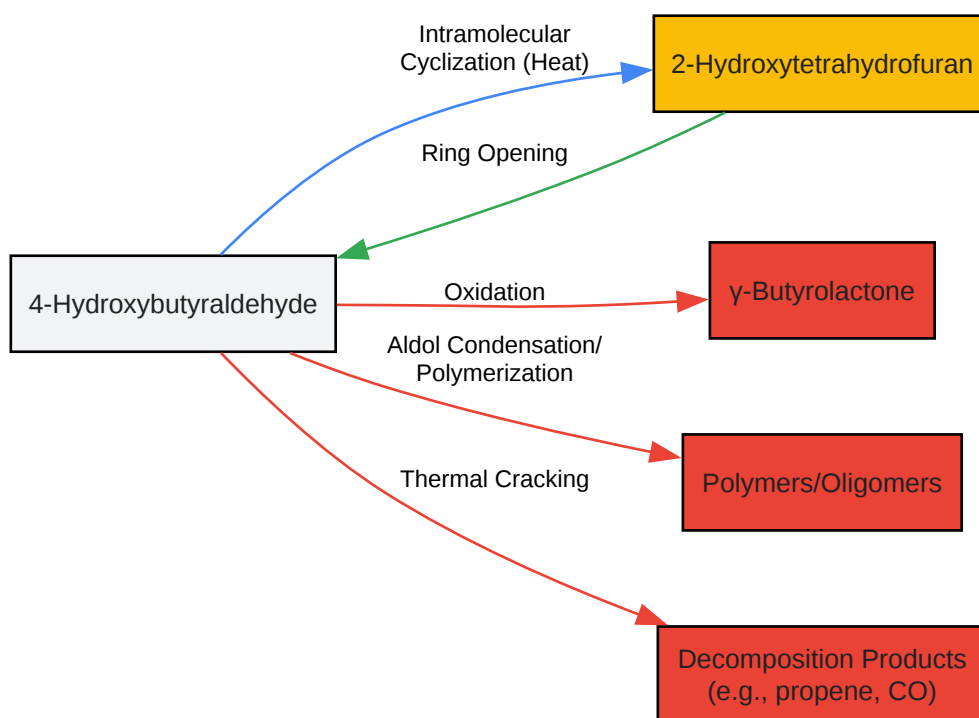 Intramolecular
Cyclization (Heat)
2-Hydroxytetrahydrofuran
Ring Opening
4-Hydroxybutyraldehyde
Oxidation
γ-Butyrolactone
Aldol Condensation/
Polymerization
Polymers/Oligomers
Thermal Cracking
Decomposition Products
(e.g., propene, CO)